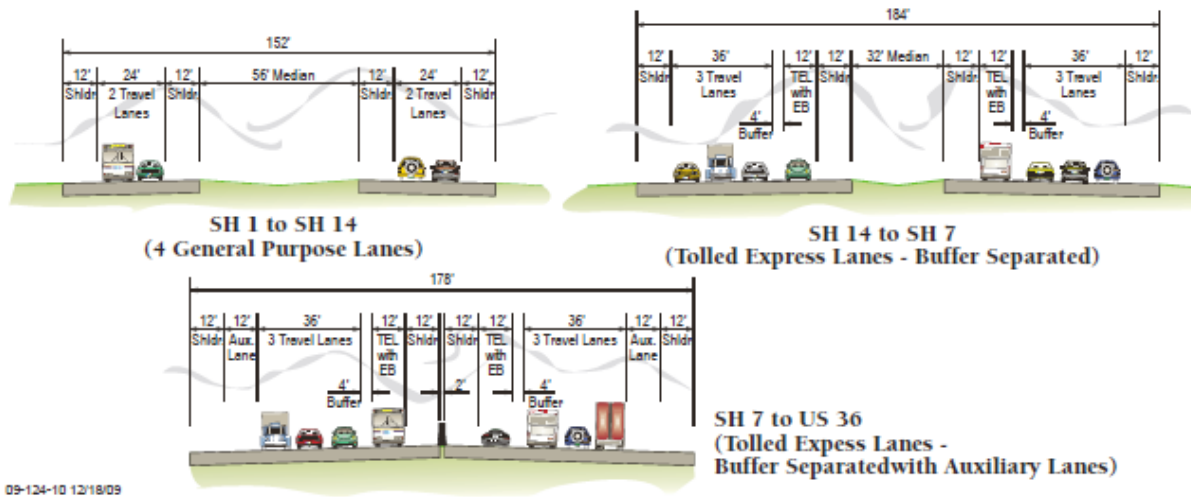 152'
12' 24' 12' 56' Median 12' 24' 12'
Shldr 2 Travel Shldr Shldr 2 Travel Shldr
Lanes Lanes
SH 1 to SH 14
(4 General Purpose Lanes)
184'
12' 36' 12' 12' 32' Median 12' 12' 36' 12'
Shldr 3 Travel TEL Shldr Shldr TEL 3 Travel Shldr
Lanes with with Lanes
EB EB
4' 4'
Buffer Buffer
SH 14 to SH 7
(Tolled Express Lanes - Buffer Separated)
178'
12' 12' 36' 12' 12' 12' 12' 36' 12' 12'
Shldr Aux. 3 Travel Lanes TEL Shldr Shldr TEL 3 Travel Lanes Aux. Shldr
Lane with with Lane
EB EB
4' 2' 4'
Buffer Buffer
SH 7 to US 36
(Tolled Expess Lanes -
Buffer Separatedwith Auxiliary Lanes)
09-124-10 12/18/09